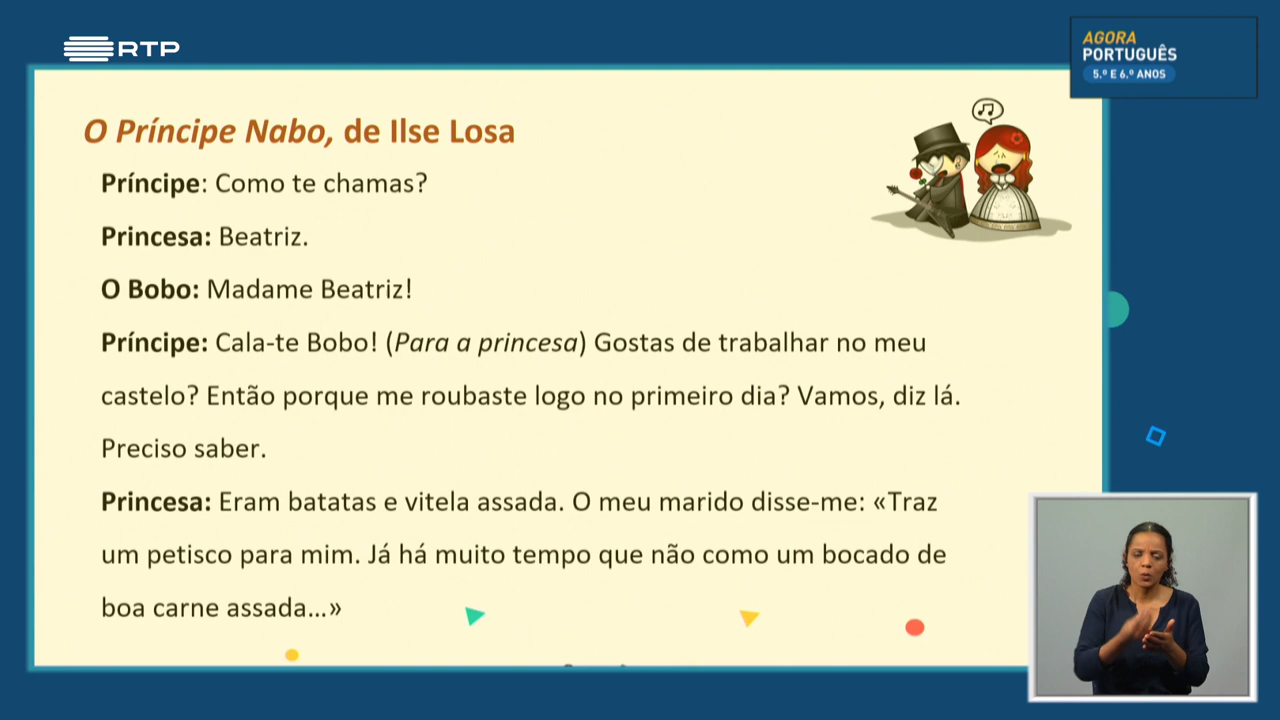 RTP
AGORA
PORTUGUÊS
5.º E 6.º ANOS
O Príncipe Nabo, de Ilse Losa
Príncipe: Como te chamas?
Princesa: Beatriz.
O Bobo: Madame Beatriz!
Príncipe: Cala-te Bobo! (Para a princesa) Gostas de trabalhar no meu
castelo? Então porque me roubaste logo no primeiro dia? Vamos, diz lá.
Preciso saber.
Princesa: Eram batatas e vitela assada. O meu marido disse-me: «Traz
um petisco para mim. Já há muito tempo que não como um bocado de
boa carne assada...»